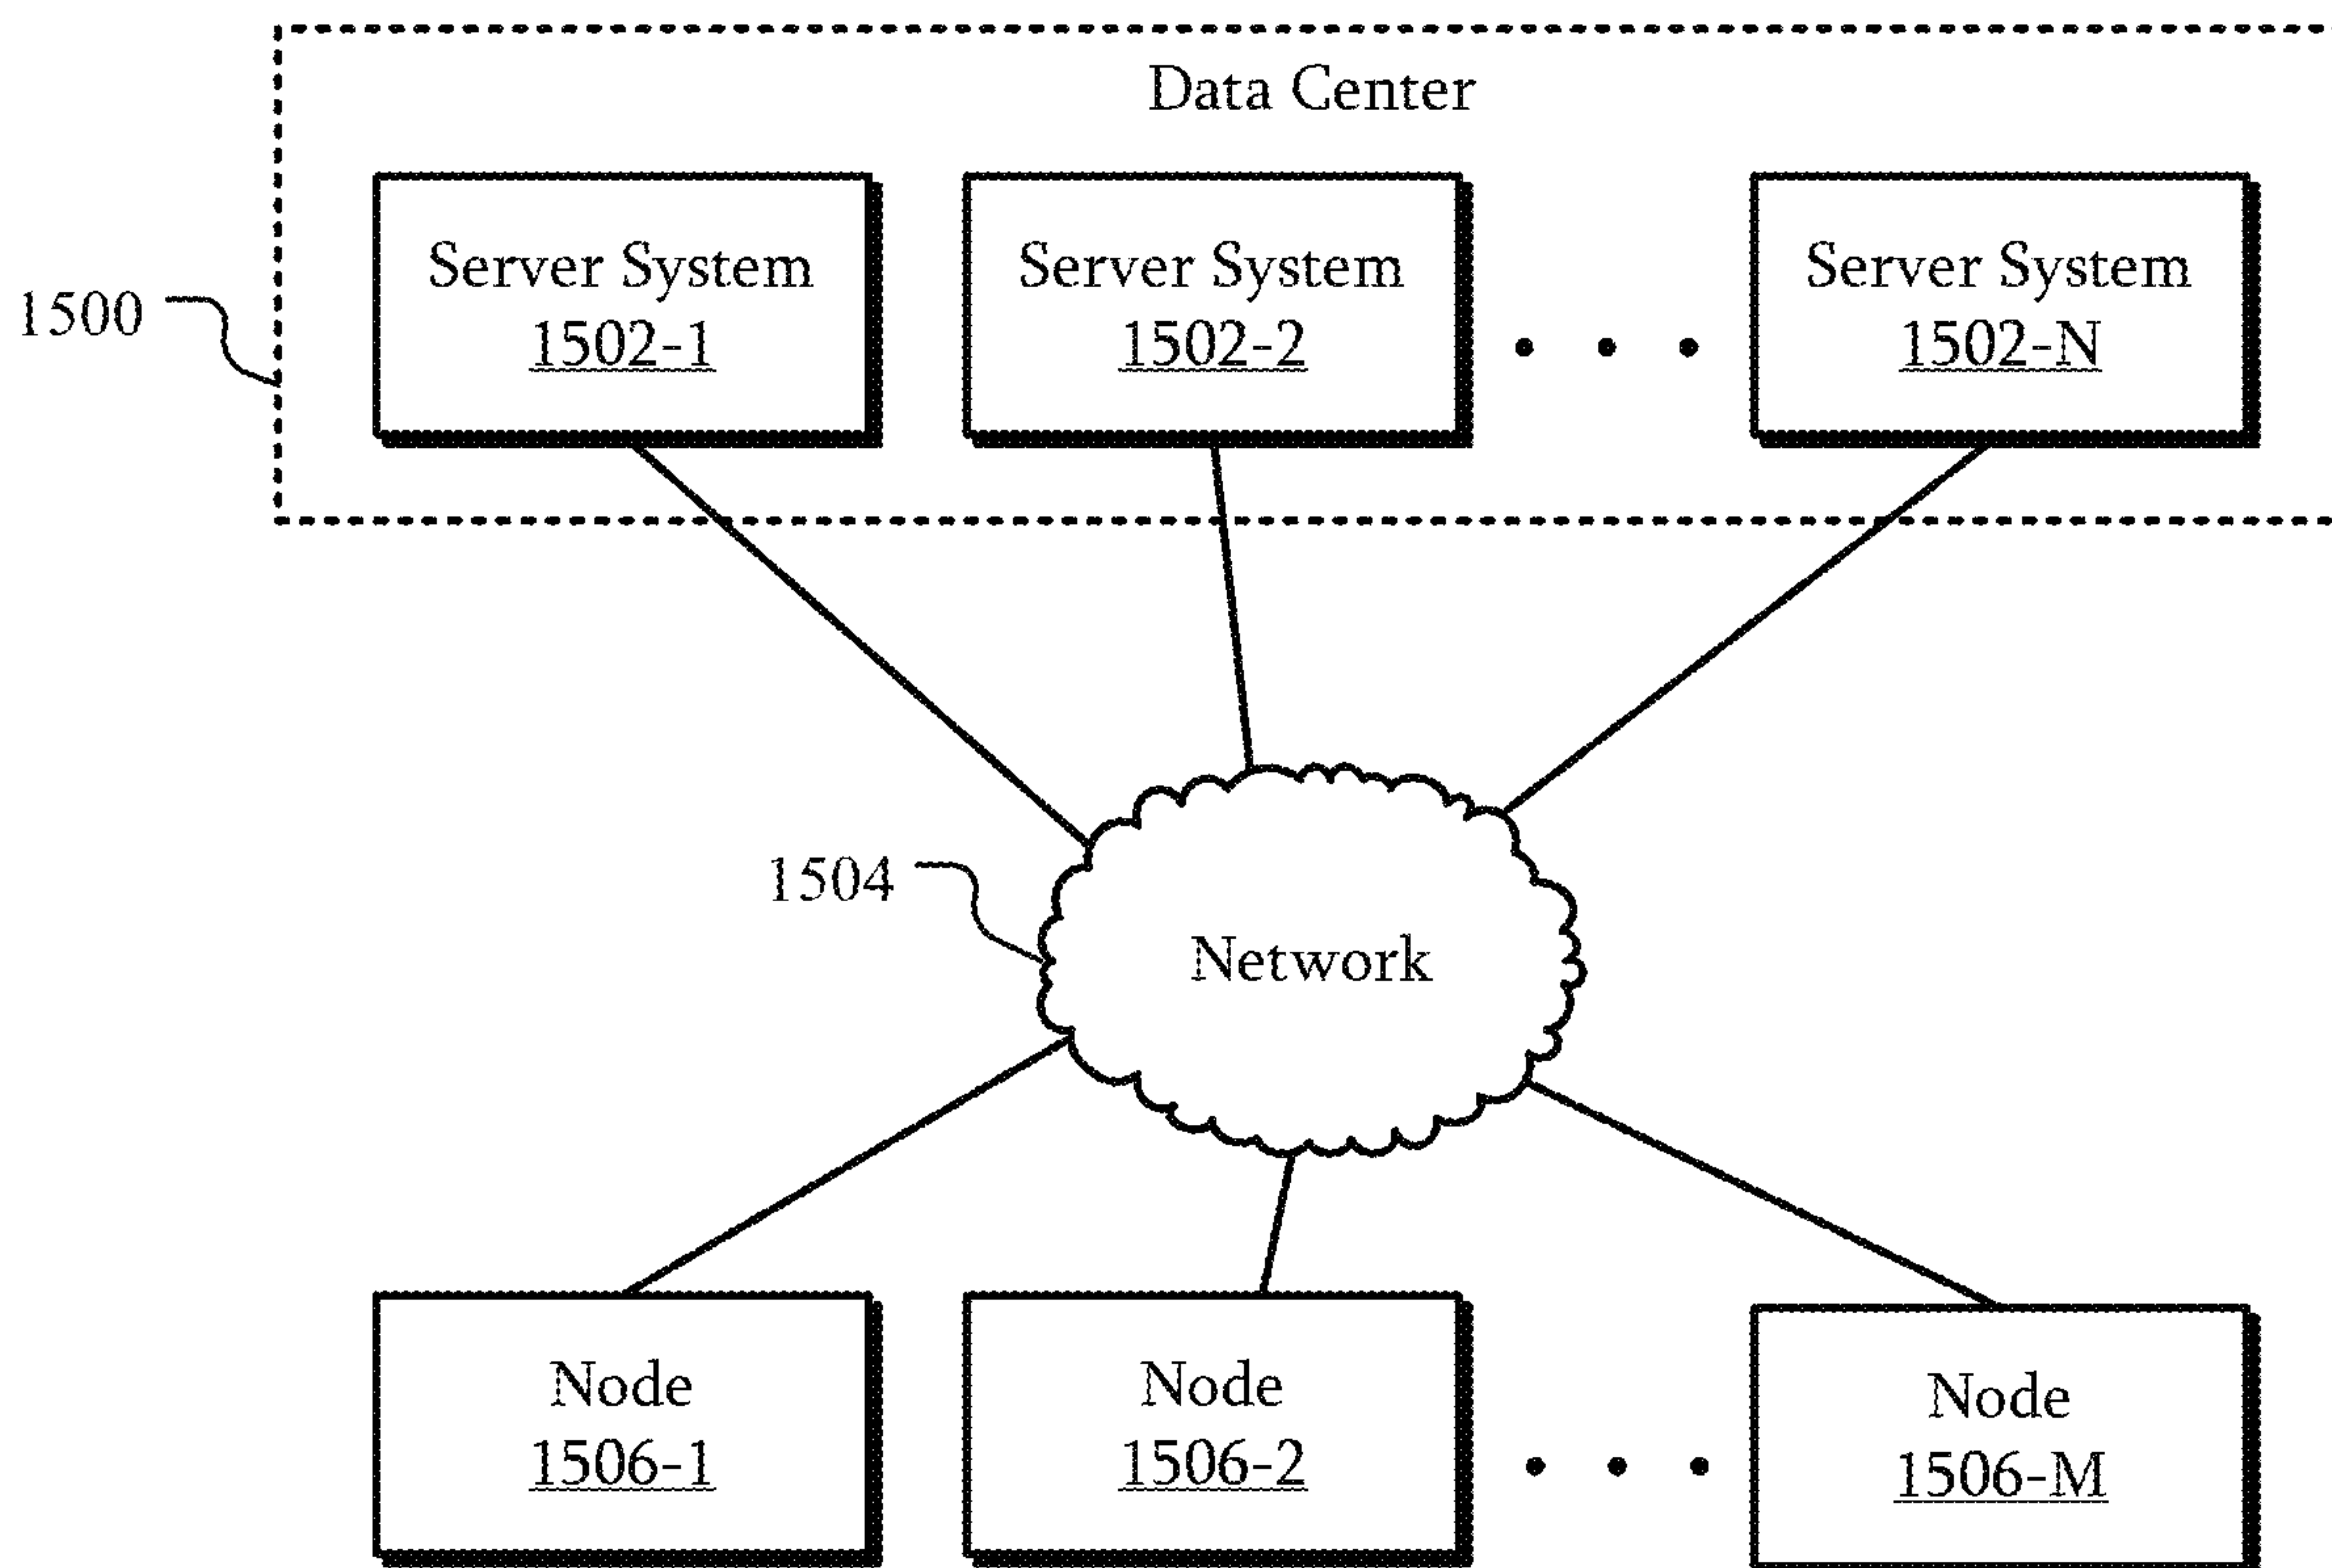 Data Center
Server System
1502-1
Server System
1502-2
. . .
Server System
1502-N
1500
1504
Network
Node
1506-1
Node
1506-2
. . .
Node
1506-M